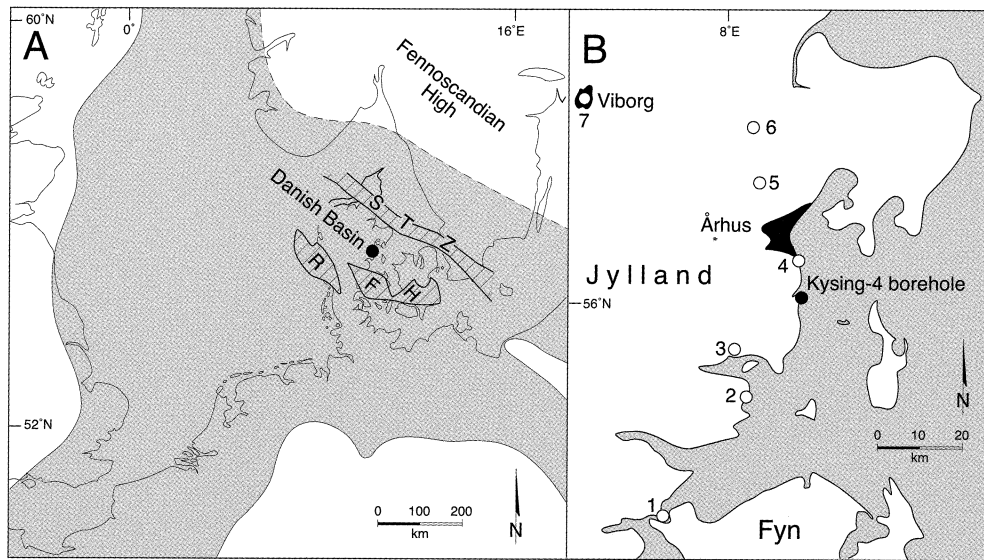 A
60°N
0°
16°E
Fennoscandian
High
Danish Basin
S T Z
R
F
H
52°N
0 100 200
km
N
B
8°E
Viborg
7
6
5
Århus
*
4
Jylland
Kysing-4 borehole
56°N
3
2
N
0 10 20
km
1
Fyn